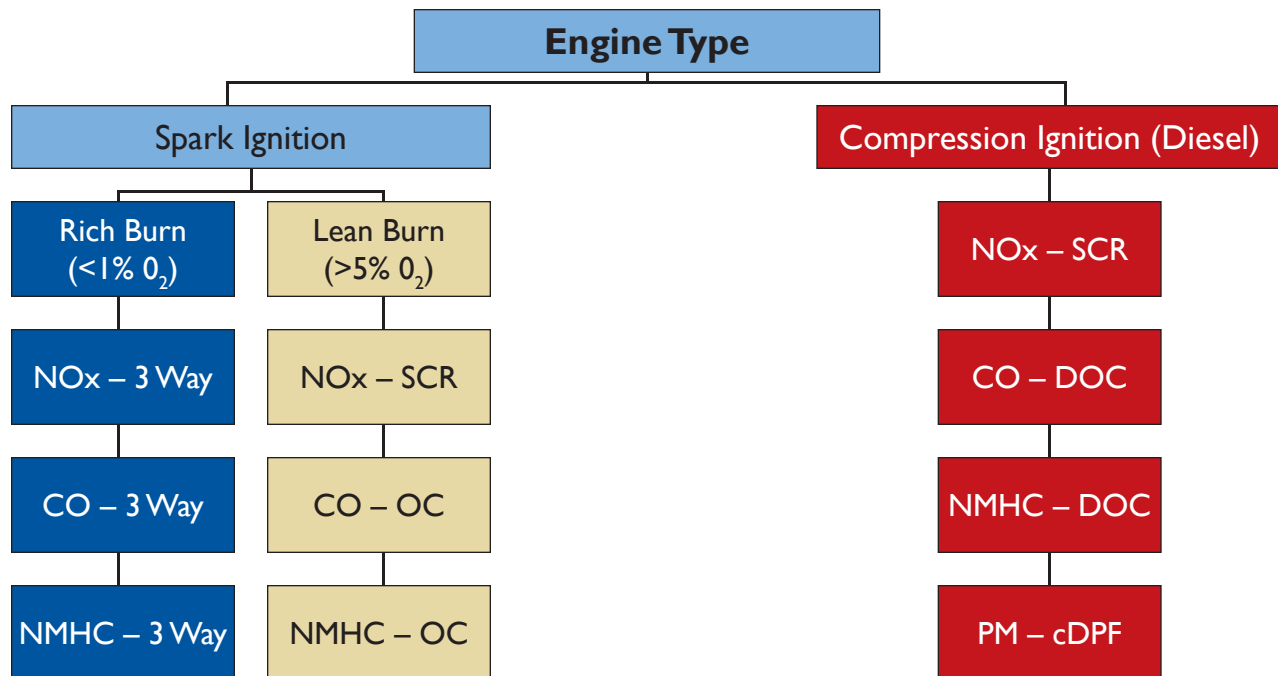 Engine Type
Spark Ignition
Compression Ignition (Diesel)
Rich Burn
(<1% 0₂)
Lean Burn
(>5% 0₂)
NOx – SCR
NOx – 3 Way
NOx – SCR
CO – DOC
CO – 3 Way
CO – OC
NMHC – DOC
NMHC – 3 Way
NMHC – OC
PM – cDPF